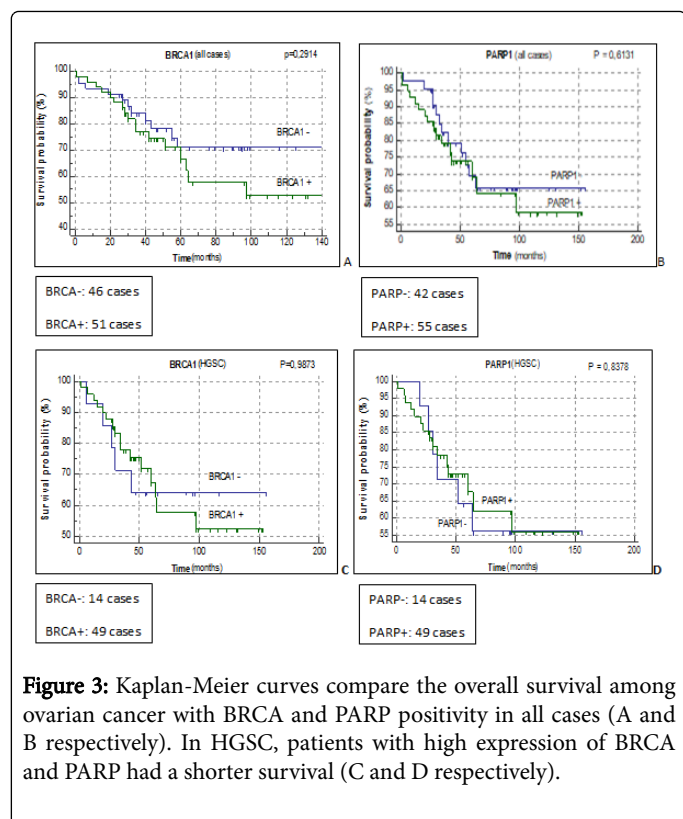 BRCA1 (all cases) p=0,2914
Survival probability (%)
100
90
80
70
60
50
40
BRCA1 -
BRCA1 +
0 20 40 60 80 100 120 140
Time(months)
A
BRCA-: 46 cases
BRCA+: 51 cases
PARP1 (all cases) P = 0,6131
Survival probability (%)
100
95
90
85
80
75
70
65
60
55
PARP1
PARP1 +
0 50 100 150 200
Time (months)
B
PARP-: 42 cases
PARP+: 55 cases
BRCA1 (HGSC) P=0,9873
Survival probability (%)
100
90
80
70
60
50
BRCA1 -
BRCA1 +
0 50 100 150 200
Time(months)
C
BRCA-: 14 cases
BRCA+: 49 cases
PARP1(HGSC) P = 0,8378
Survival probability (%)
100
95
90
85
80
75
70
65
60
55
PARP1+
PARP1-
0 50 100 150 200
Time (months)
D
PARP-: 14 cases
PARP+: 49 cases
Figure 3: Kaplan-Meier curves compare the overall survival among
ovarian cancer with BRCA and PARP positivity in all cases (A and
B respectively). In HGSC, patients with high expression of BRCA
and PARP had a shorter survival (C and D respectively).